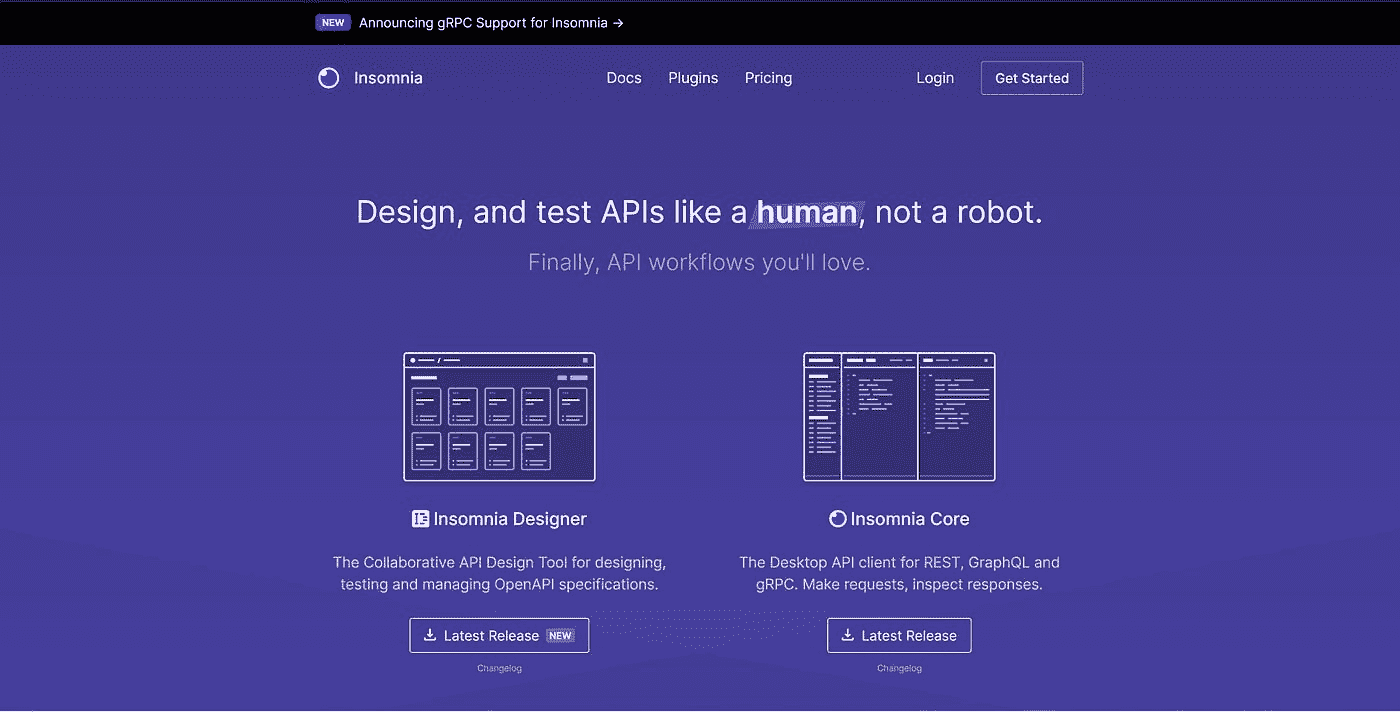 NEW Announcing gRPC Support for Insomnia →
Insomnia Docs Plugins Pricing Login Get Started
Design, and test APIs like a human, not a robot.
Finally, API workflows you'll love.
Insomnia Designer
The Collaborative API Design Tool for designing,
testing and managing OpenAPI specifications.
Latest Release NEW
Changelog
Insomnia Core
The Desktop API client for REST, GraphQL and
gRPC. Make requests, inspect responses.
Latest Release
Changelog